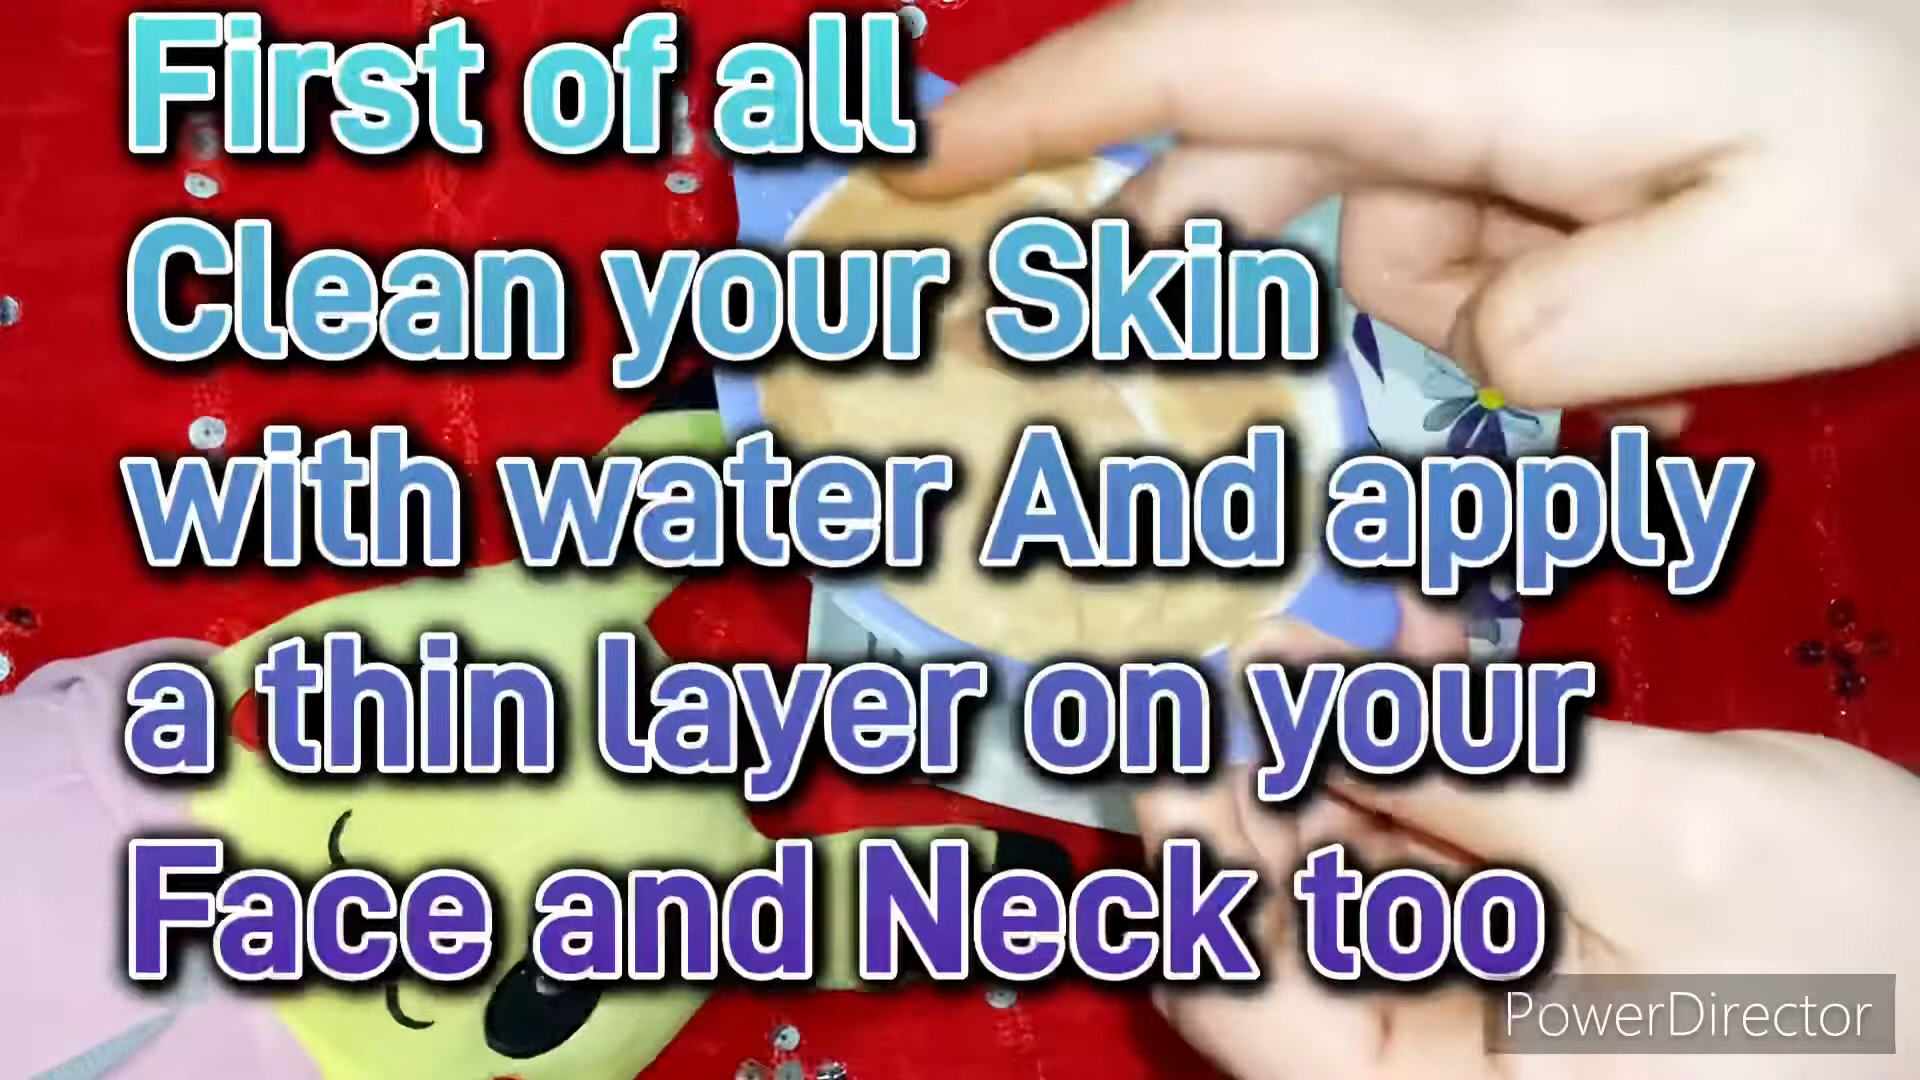 First of all
Clean your Skin
with water And apply
a thin layer on your
Face and Neck too
PowerDirector